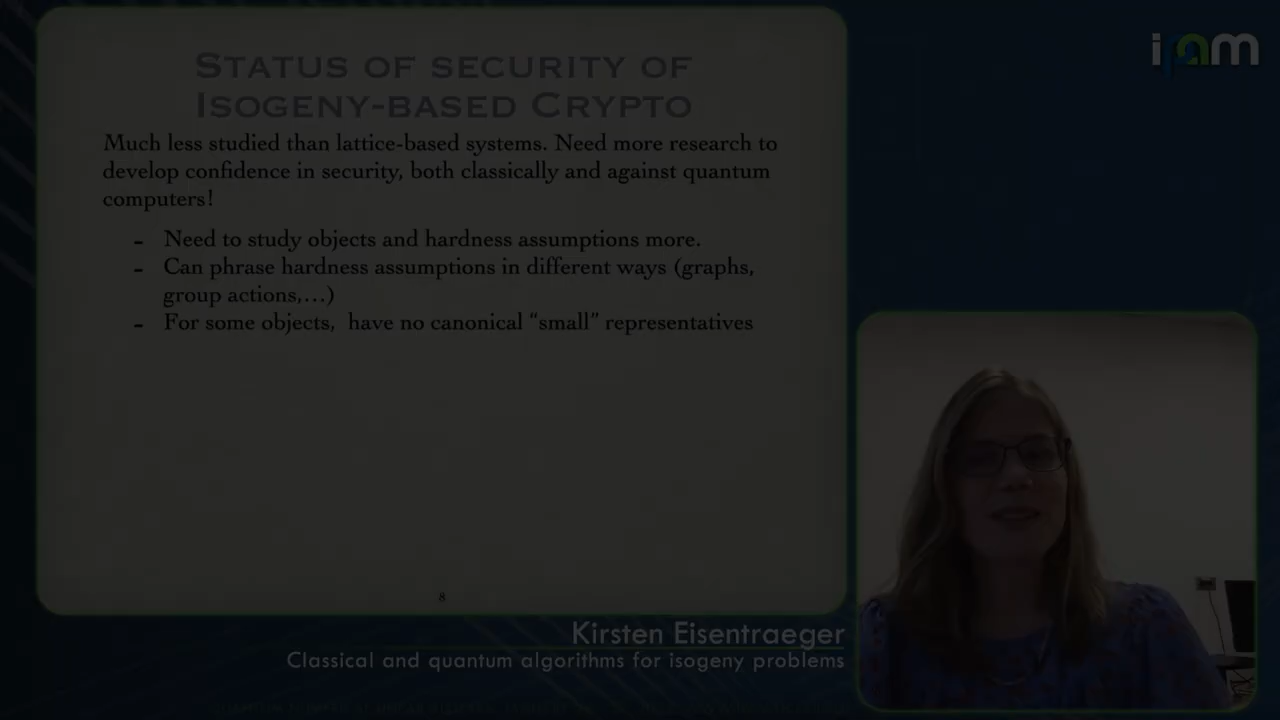 ipam
STATUS OF SECURITY OF
ISOGENY-BASED CRYPTO
Much less studied than lattice-based systems. Need more research to
develop confidence in security, both classically and against quantum
computers!
- Need to study objects and hardness assumptions more.
- Can phrase hardness assumptions in different ways (graphs,
group actions,...)
- For some objects, have no canonical “small” representatives
8
Kirsten Eisentraeger
Classical and quantum algorithms for isogeny problems